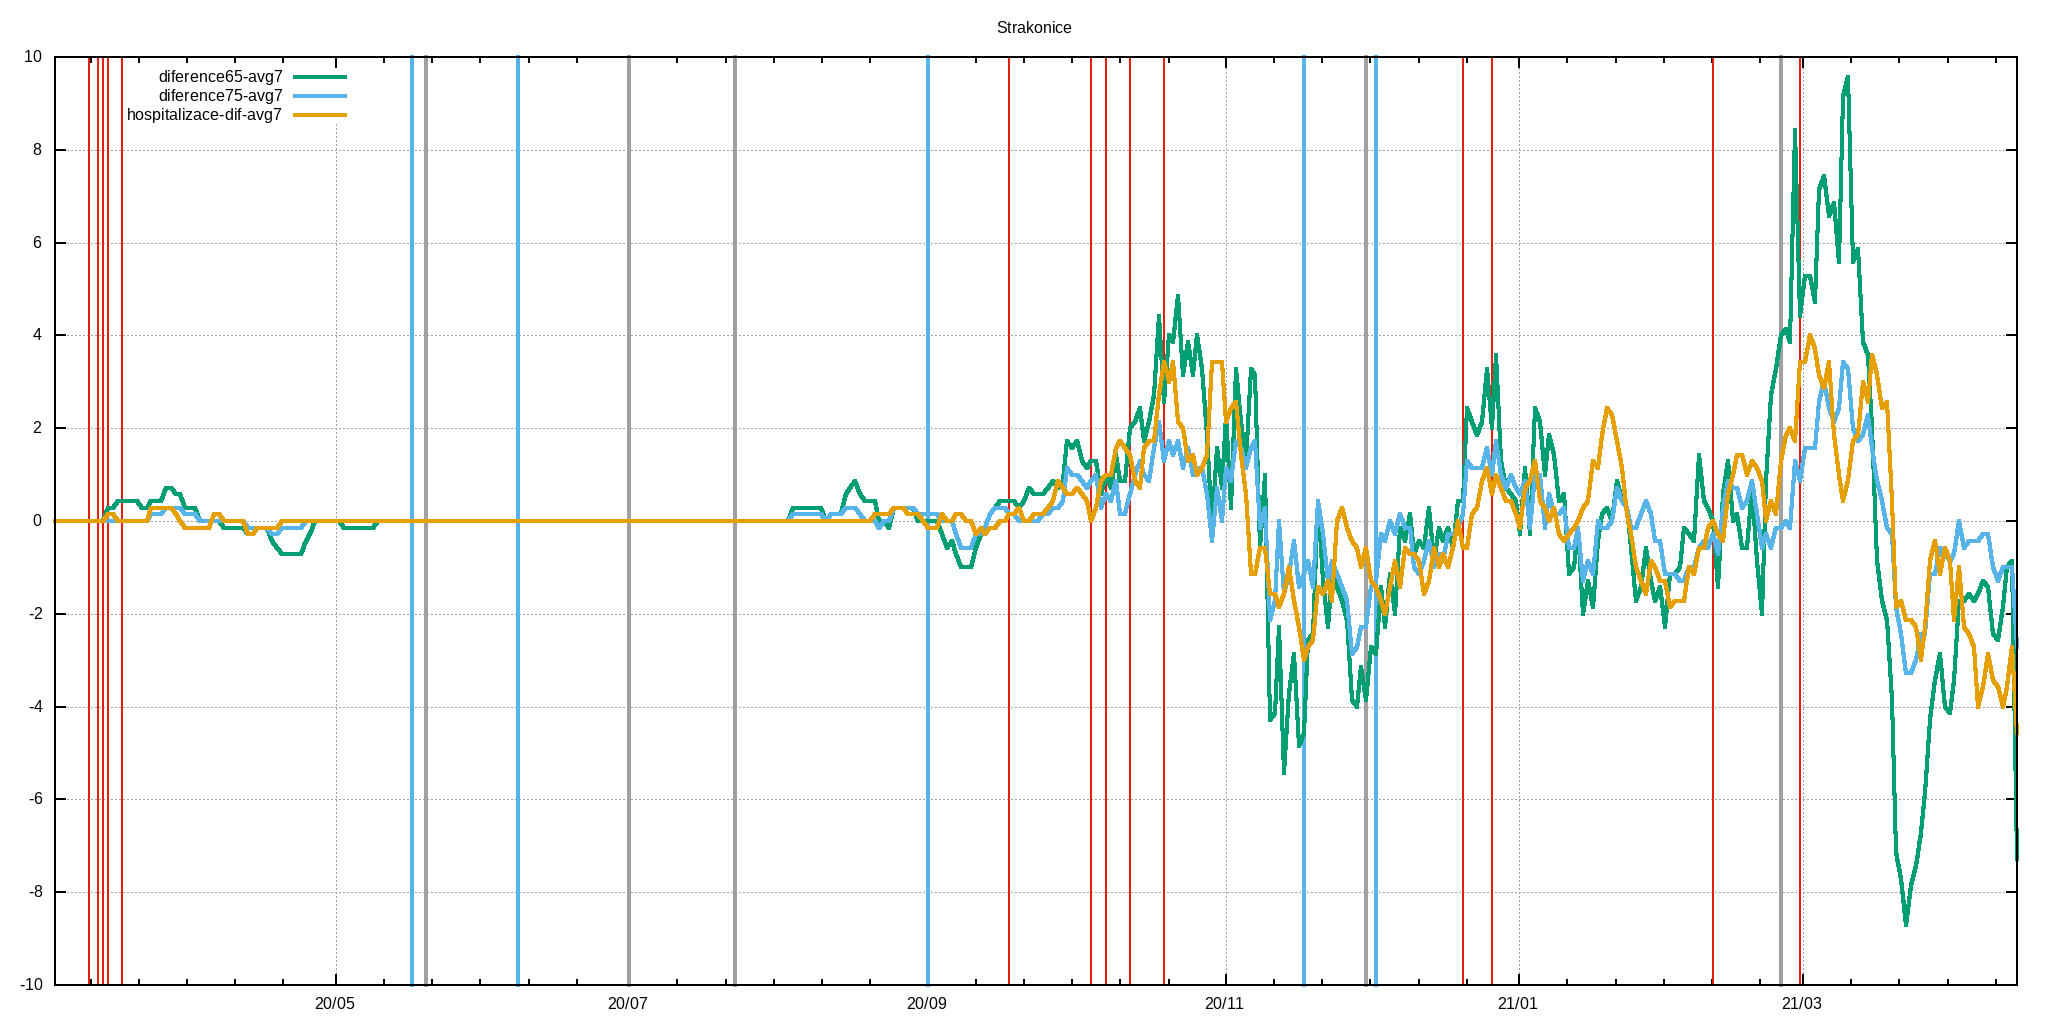 Strakonice
diference65-avg7
diference75-avg7
hospitalizace-dif-avg7
10
8
6
4
2
0
-2
-4
-6
-8
-10
20/05 20/07 20/09 20/11 21/01 21/03